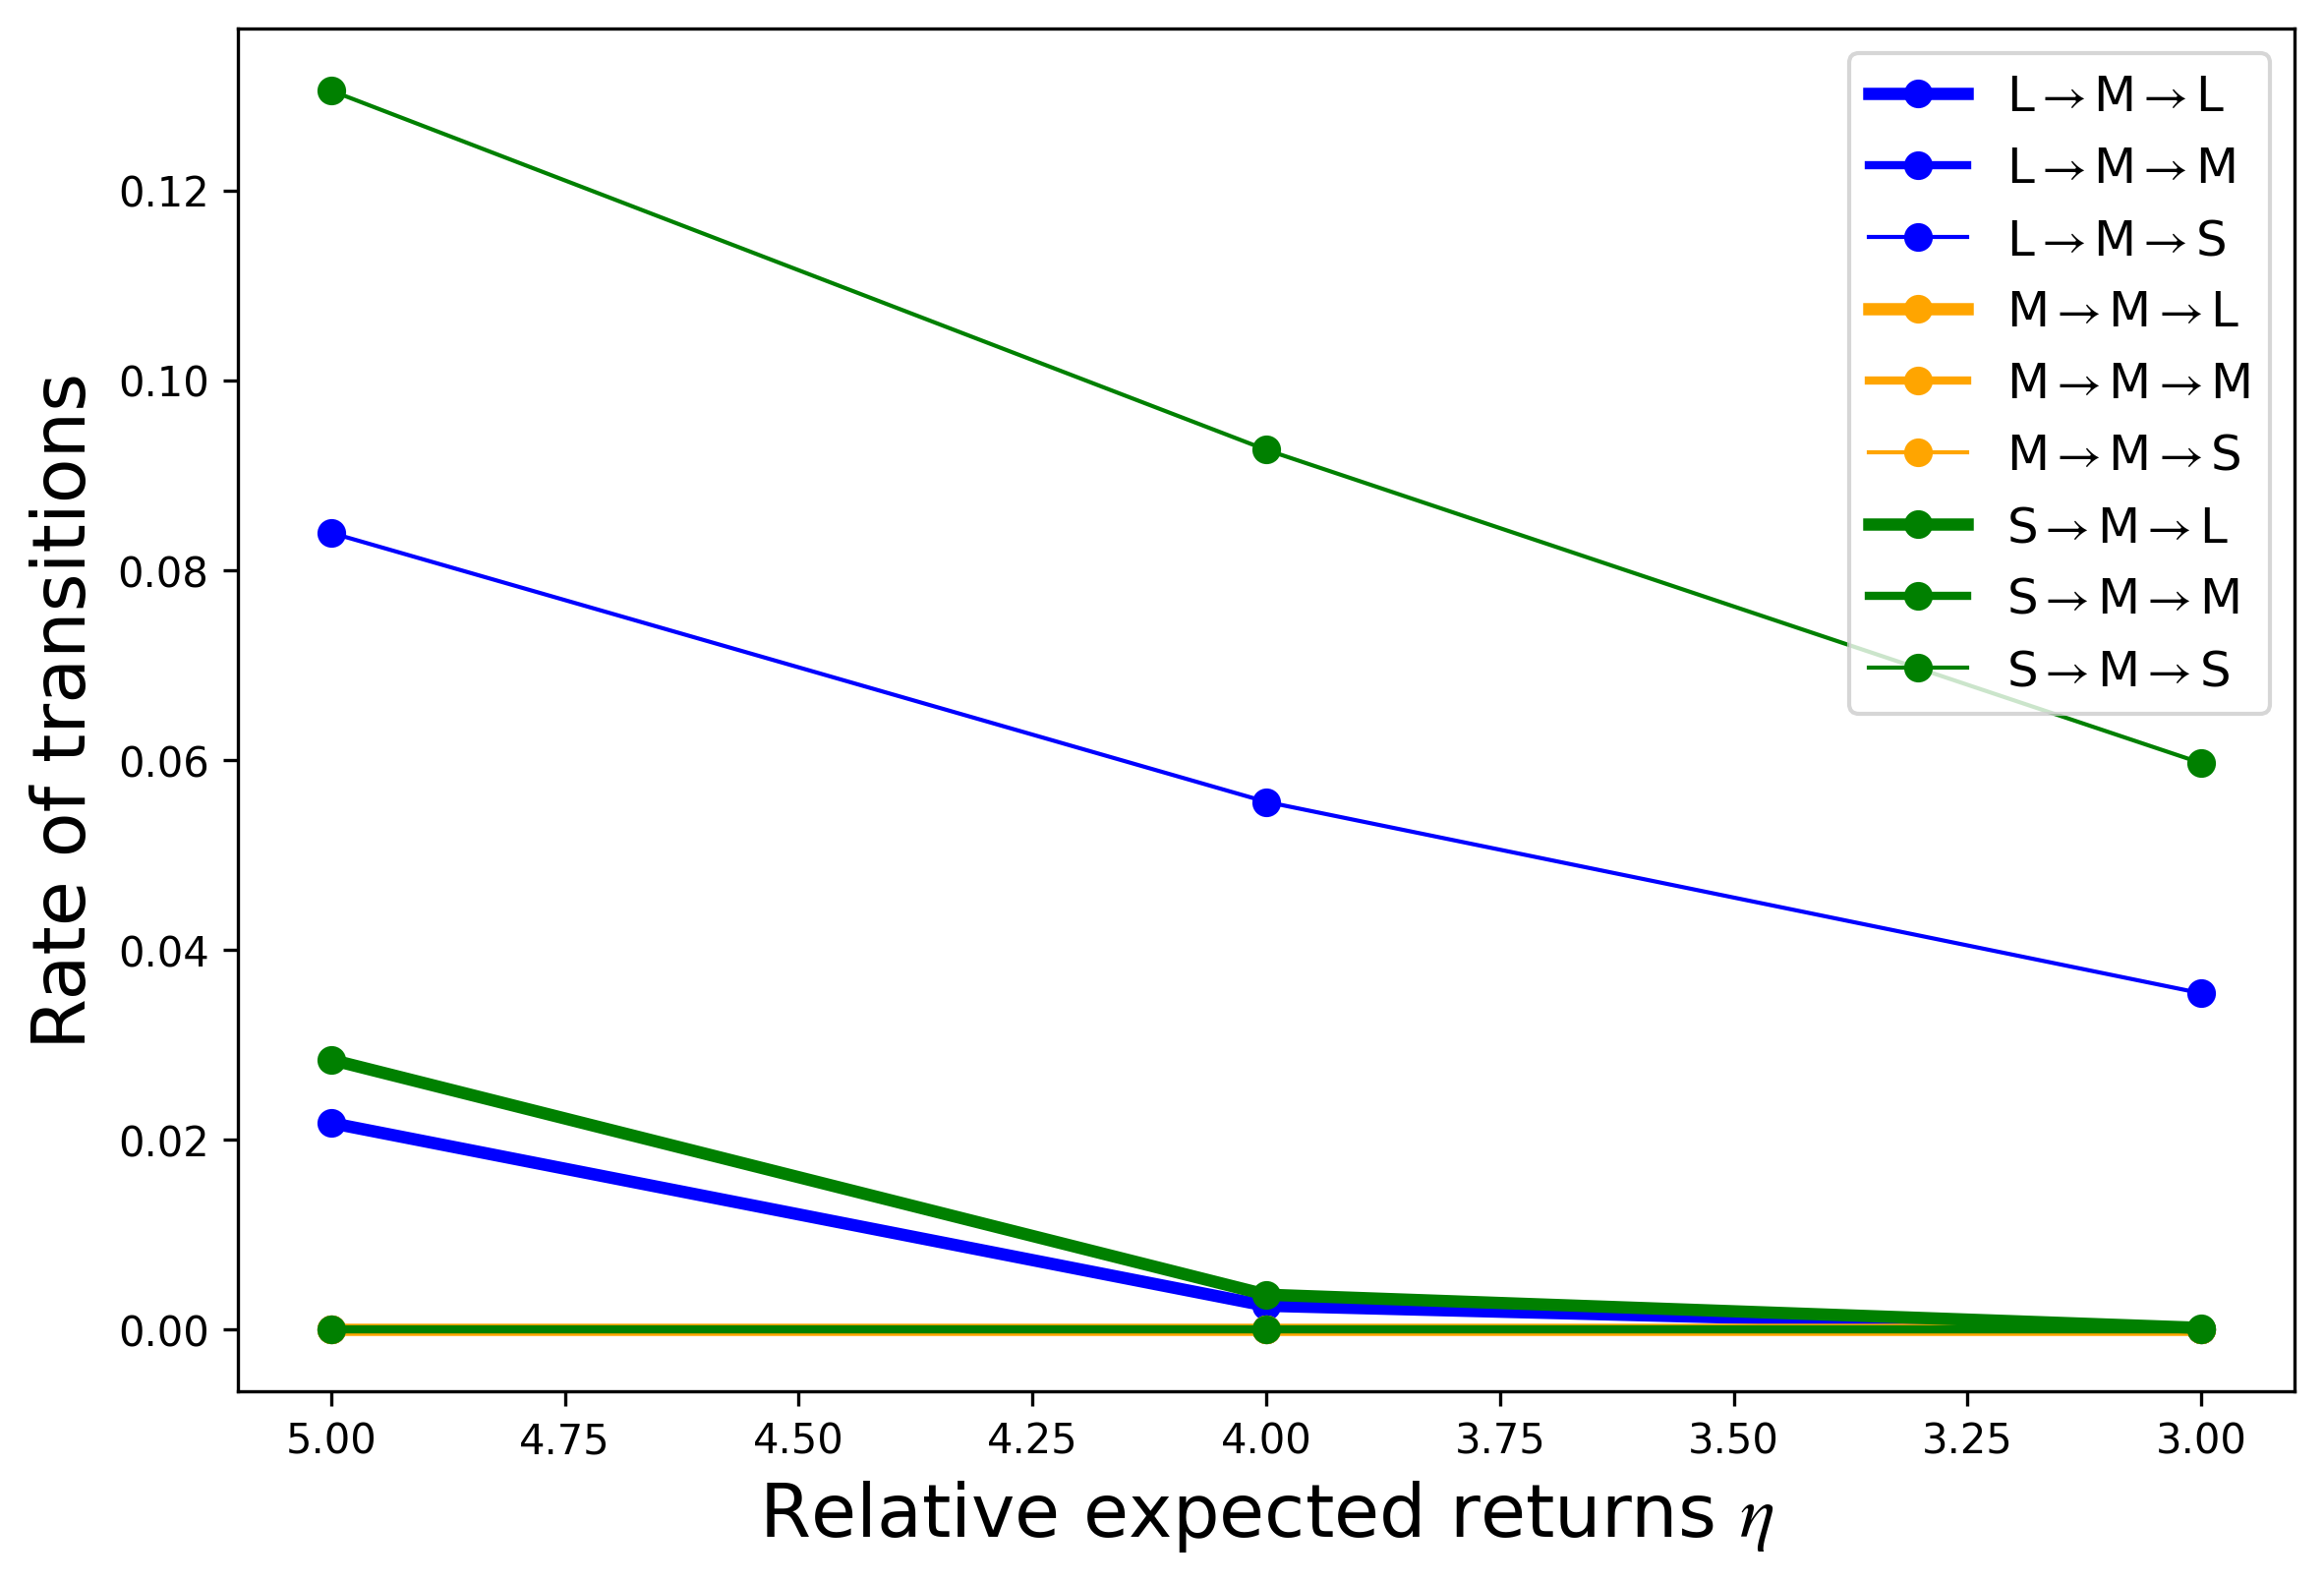 Rate of transitions
0.12
0.10
0.08
0.06
0.04
0.02
0.00
L→M→L
L→M→M
L→M→S
M→M→L
M→M→M
M→M→S
S→M→L
S→M→M
S→M→S
5.00 4.75 4.50 4.25 4.00 3.75 3.50 3.25 3.00
Relative expected returns η